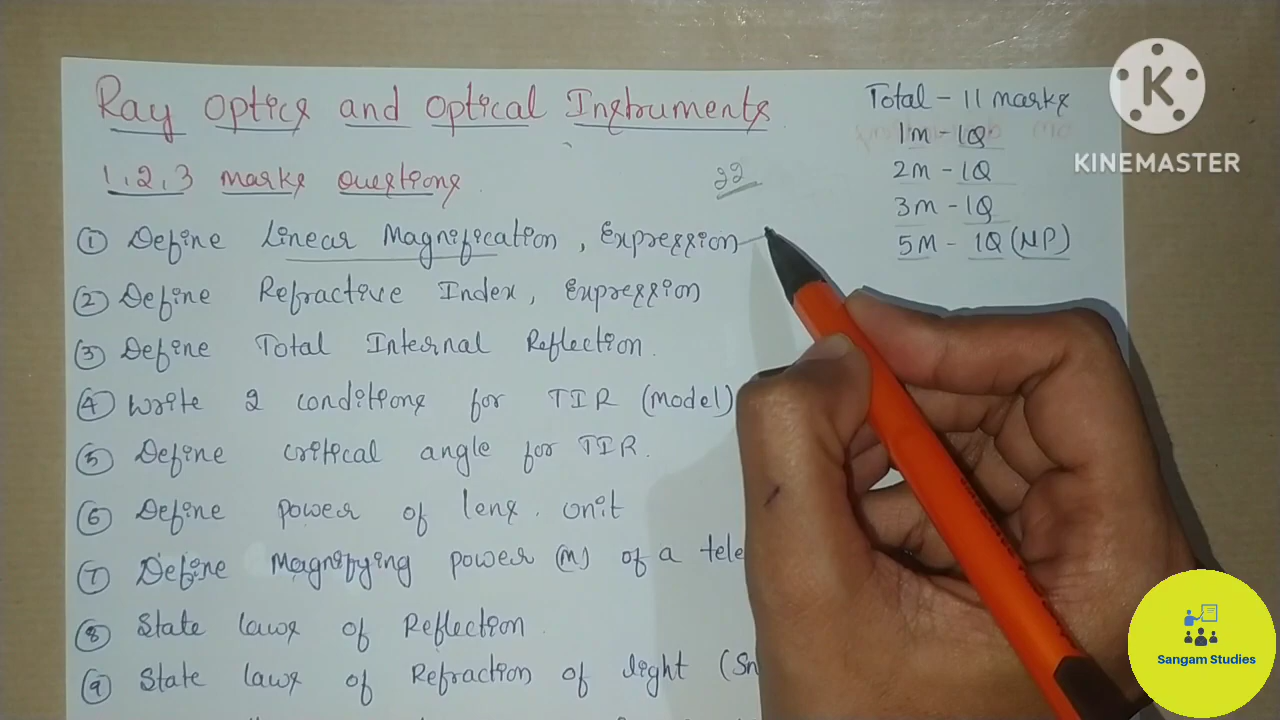 Ray Optics and Optical Instruments
1,2,3 marks questions
22
Total - 11 marks
1M - 1Q
2M - 1Q
3M - 1Q
5M - 1Q (NP)
① Define Linear Magnification, Expression
② Define Refractive Index, Expression
③ Define Total Internal Reflection.
④ Write 2 conditions for TIR (Model)
⑤ Define critical angle for TIR.
⑥ Define power of lens. unit
⑦ Define Magnifying power (m) of a tele
⑧ State laws of Reflection.
⑨ State laws of Refraction of light (Sn
KINEMASTER
Sangam Studies